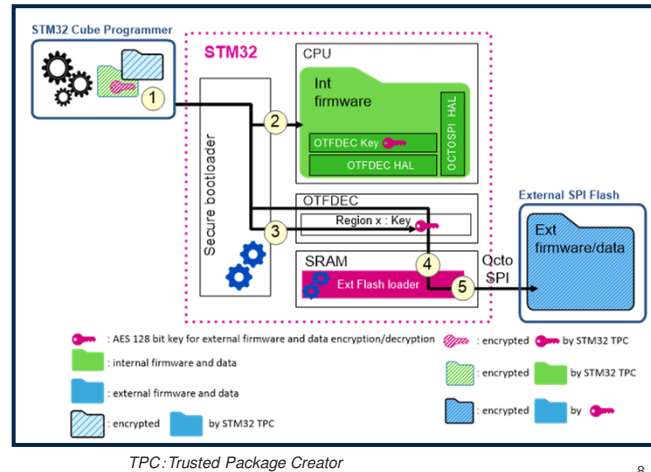 STM32 Cube Programmer
1
STM32
CPU
Int
firmware
OTFDEC Key
OTFDEC HAL
OCTOSPI HAL
2
Secure bootloader
OTFDEC
Region x : Key
3
SRAM
4
Ext Flash loader
5
Octo
SPI
External SPI Flash
Ext
firmware/data
: AES 128 bit key for external firmware and data encryption/decryption
: encrypted by STM32 TPC
: internal firmware and data
: encrypted by STM32 TPC
: external firmware and data
: encrypted by STM32 TPC
: encrypted by
TPC: Trusted Package Creator
8